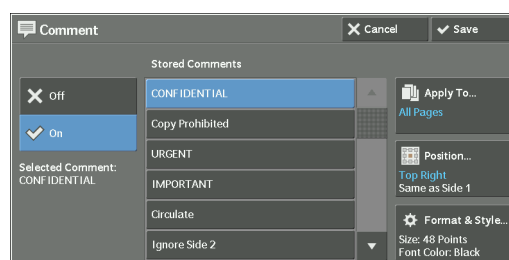 Comment
Cancel
Save
Stored Comments
Off
On
Selected Comment:
CONFIDENTIAL
CONFIDENTIAL
Copy Prohibited
URGENT
IMPORTANT
Circulate
Ignore Side 2
Apply To...
All Pages
Position...
Top Right
Same as Side 1
Format & Style...
Size: 48 Points
Font Color: Black